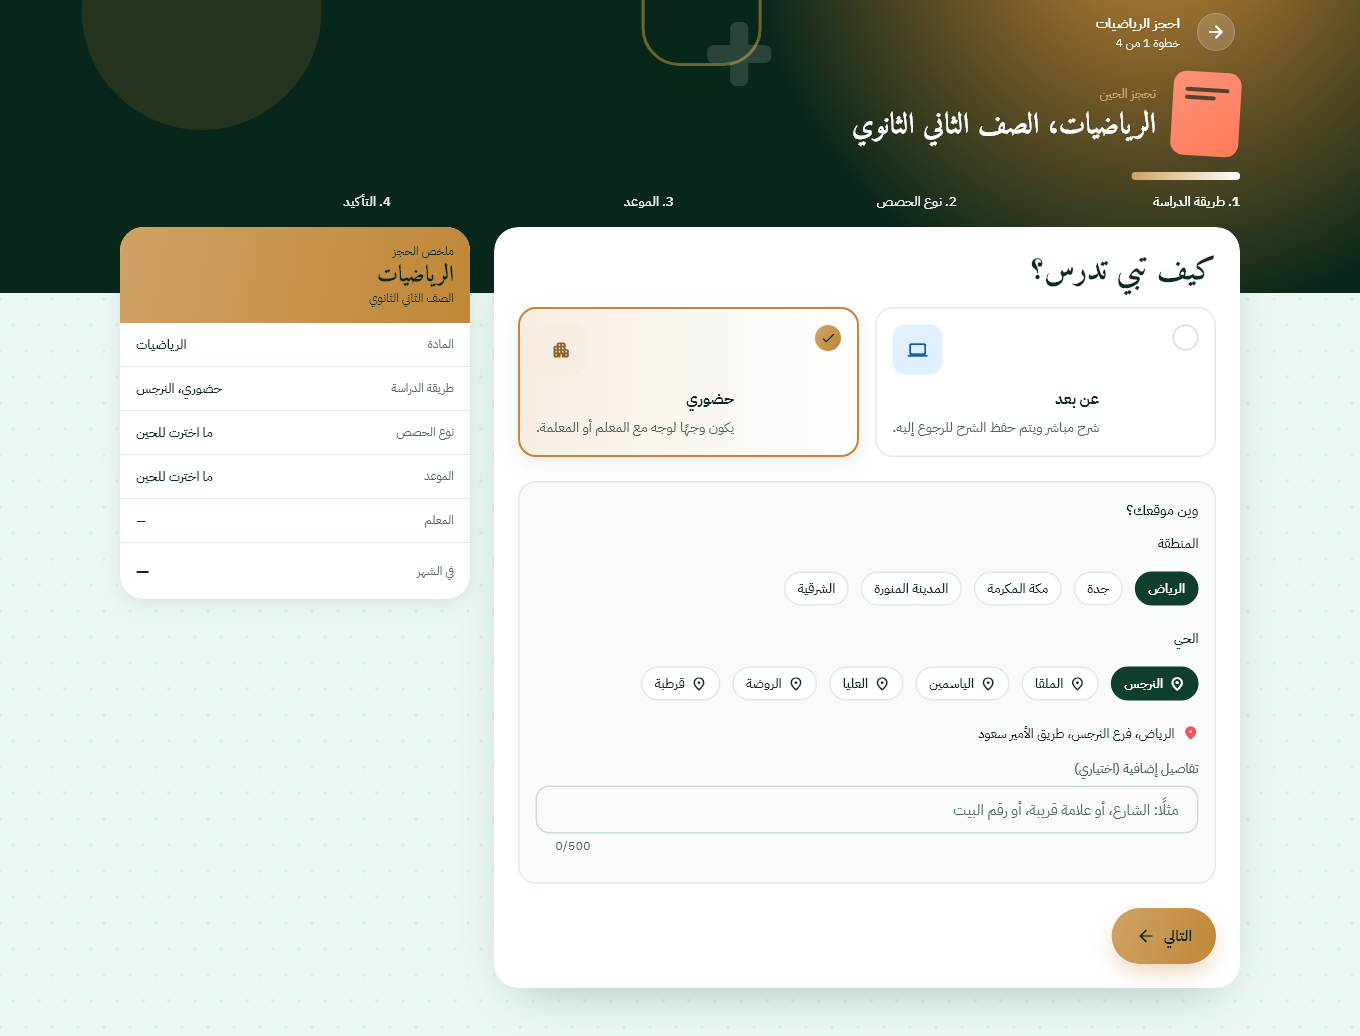 احجز الرياضيات
خطوة 1 من 4
تحجز الحين
الرياضيات، الصف الثاني الثانوي
1. طريقة الدراسة
2. نوع الحصص
3. الموعد
4. التأكيد
كيف تبي تدرس؟
عن بعد
شرح مباشر ويتم حفظ الشرح للرجوع إليه.
حضوري
يكون وجهًا لوجه مع المعلم أو المعلمة.
وين موقعك؟
المنطقة
الرياض
جدة
مكة المكرمة
المدينة المنورة
الشرقية
الحي
النرجس
الملقا
الياسمين
العليا
الروضة
قرطبة
الرياض، فرع النرجس، طريق الأمير سعود
تفاصيل إضافية (اختياري)
مثلًا: الشارع، أو علامة قريبة، أو رقم البيت
0/500
التالي
ملخص الحجز
الرياضيات
الصف الثاني الثانوي
المادة الرياضيات
طريقة الدراسة حضوري، النرجس
نوع الحصص ما اخترت للحين
الموعد ما اخترت للحين
المعلم —
في الشهر —